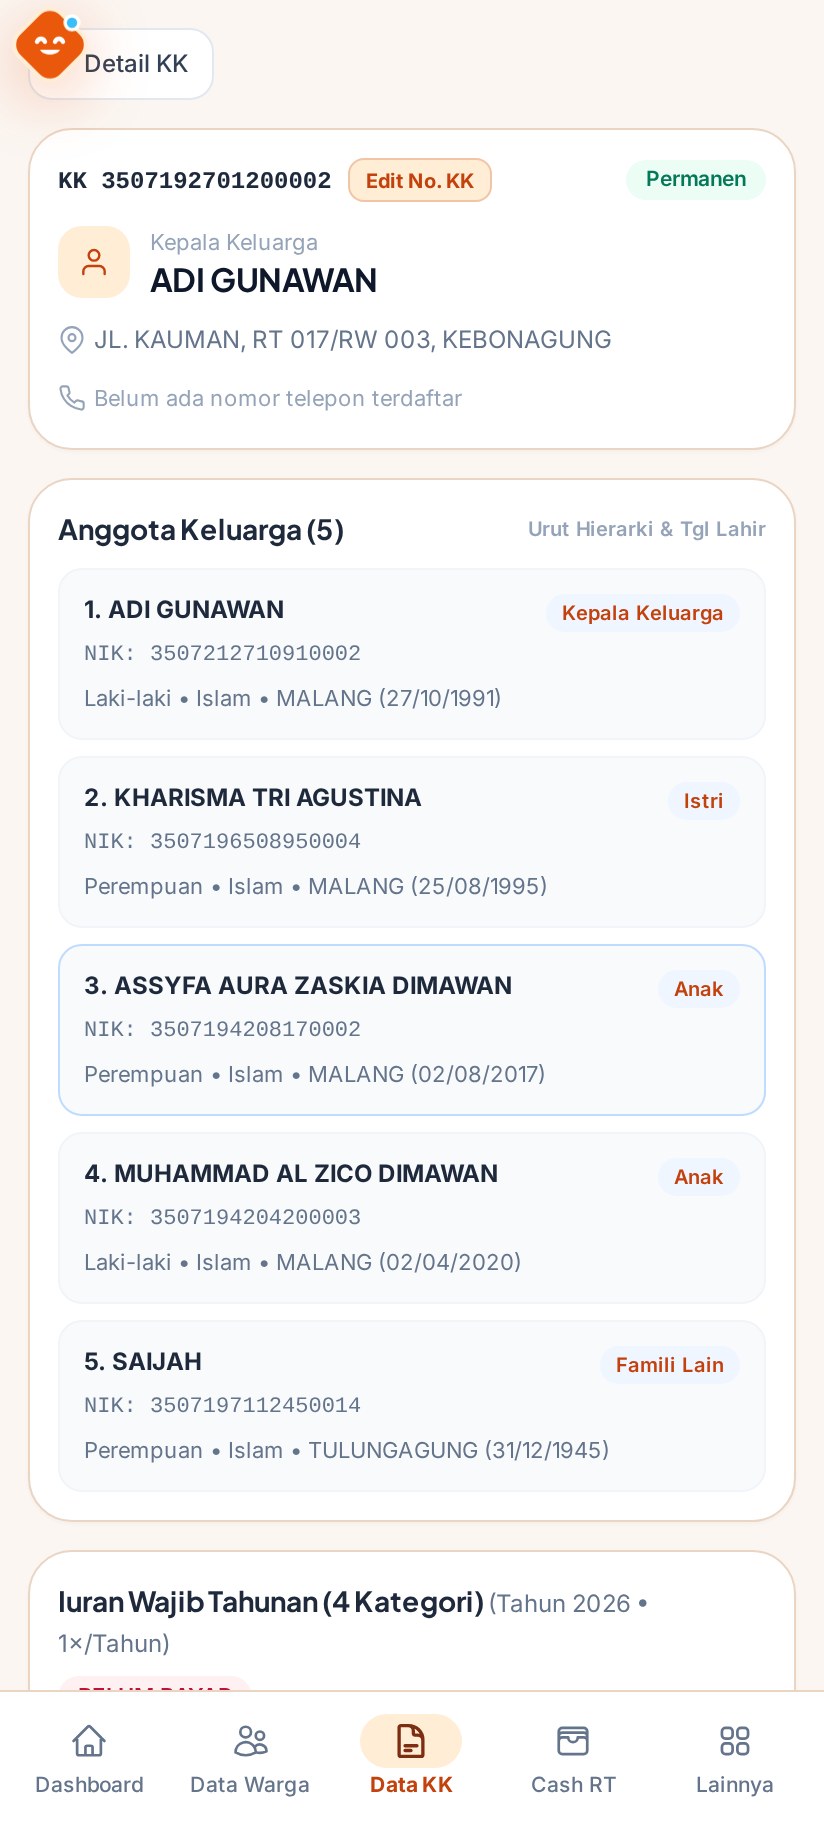 Detail KK
KK 3507192701200002 Edit No. KK Permanen
Kepala Keluarga
ADI GUNAWAN
JL. KAUMAN, RT 017/RW 003, KEBONAGUNG
Belum ada nomor telepon terdaftar
Anggota Keluarga (5) Urut Hierarki & Tgl Lahir
1. ADI GUNAWAN Kepala Keluarga
NIK: 3507212710910002
Laki-laki • Islam • MALANG (27/10/1991)
2. KHARISMA TRI AGUSTINA Istri
NIK: 3507196508950004
Perempuan • Islam • MALANG (25/08/1995)
3. ASSYFA AURA ZASKIA DIMAWAN Anak
NIK: 3507194208170002
Perempuan • Islam • MALANG (02/08/2017)
4. MUHAMMAD AL ZICO DIMAWAN Anak
NIK: 3507194204200003
Laki-laki • Islam • MALANG (02/04/2020)
5. SAIJAH Famili Lain
NIK: 3507197112450014
Perempuan • Islam • TULUNGAGUNG (31/12/1945)
Iuran Wajib Tahunan (4 Kategori) (Tahun 2026 •
1×/Tahun)
BELUM BAYAR
Dashboard Data Warga Data KK Cash RT Lainnya